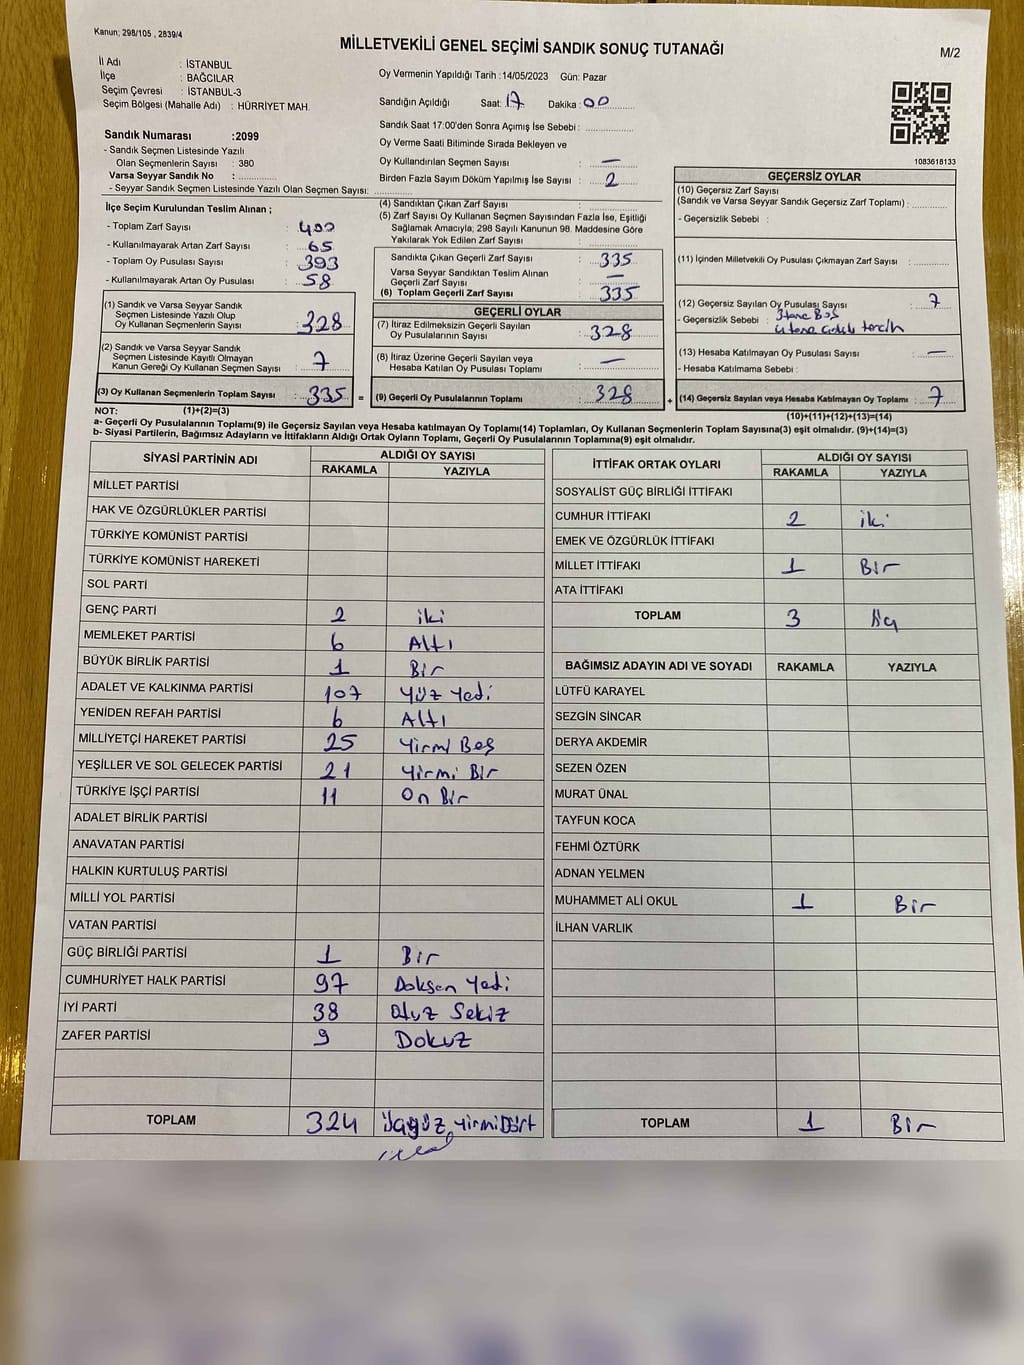 Kanun; 298/105 , 2839/4
MİLLETVEKİLİ GENEL SEÇİMİ SANDIK SONUÇ TUTANAĞI
M/2
İl Adı : İSTANBUL
İlçe : BAĞCILAR
Seçim Çevresi : İSTANBUL-3
Seçim Bölgesi (Mahalle Adı) : HÜRRİYET MAH.
Oy Vermenin Yapıldığı Tarih : 14/05/2023 Gün: Pazar
Sandığın Açıldığı Saat: 17 Dakika : 00
Sandık Saat 17:00'den Sonra Açmış İse Sebebi :
Oy Verme Saati Bitiminde Sırada Bekleyen ve
Oy Kullandırılan Seçmen Sayısı : —
Birden Fazla Sayım Döküm Yapılmış İse Sayısı : 2
1083618133
Sandık Numarası :2099
- Sandık Seçmen Listesinde Yazılı
Olan Seçmenlerin Sayısı : 380
Varsa Seyyar Sandık No :
- Seyyar Sandık Seçmen Listesinde Yazılı Olan Seçmen Sayısı:
İlçe Seçim Kurulundan Teslim Alınan ;
- Toplam Zarf Sayısı : 400
- Kullanılmayarak Artan Zarf Sayısı : 65
- Toplam Oy Pusulası Sayısı : 393
- Kullanılmayarak Artan Oy Pusulası : 58
(1) Sandık ve Varsa Seyyar Sandık
Seçmen Listesinde Yazılı Olup
Oy Kullanan Seçmenlerin Sayısı : 328
(2) Sandık ve Varsa Seyyar Sandık
Seçmen Listesinde Kayıtlı Olmayan
Kanun Gereği Oy Kullanan Seçmen Sayısı : 7
(3) Oy Kullanan Seçmenlerin Toplam Sayısı : 335 =
(4) Sandıktan Çıkan Zarf Sayısı :
(5) Zarf Sayısı Oy Kullanan Seçmen Sayısından Fazla İse, Eşitliği
Sağlamak Amacıyla; 298 Sayılı Kanunun 98. Maddesine Göre
Yakılarak Yok Edilen Zarf Sayısı :
Sandıkta Çıkan Geçerli Zarf Sayısı : 335
Varsa Seyyar Sandıktan Teslim Alınan
Geçerli Zarf Sayısı : —
(6) Toplam Geçerli Zarf Sayısı : 335
GEÇERLİ OYLAR
(7) İtiraz Edilmeksizin Geçerli Sayılan
Oy Pusulalarının Sayısı : 328
(8) İtiraz Üzerine Geçerli Sayılan veya
Hesaba Katılan Oy Pusulası Toplamı : —
(9) Geçerli Oy Pusulalarının Toplamı : 328 +
GEÇERSİZ OYLAR
(10) Geçersiz Zarf Sayısı
(Sandık ve Varsa Seyyar Sandık Geçersiz Zarf Toplamı) :
- Geçersizlik Sebebi :
(11) İçinden Milletvekili Oy Pusulası Çıkmayan Zarf Sayısı :
(12) Geçersiz Sayılan Oy Pusulası Sayısı : 7
- Geçersizlik Sebebi : 3 tane Boş
tane tercih
(13) Hesaba Katılmayan Oy Pusulası Sayısı : —
- Hesaba Katılmama Sebebi :
(14) Geçersiz Sayılan veya Hesaba Katılmayan Oy Toplamı : 7
NOT: (1)+(2)=(3)
(10)+(11)+(12)+(13)=(14)
a- Geçerli Oy Pusulalarının Toplamı(9) ile Geçersiz Sayılan veya Hesaba katılmayan Oy Toplamı(14) Toplamları, Oy Kullanan Seçmenlerin Toplam Sayısına(3) eşit olmalıdır. (9)+(14)=(3)
b- Siyasi Partilerin, Bağımsız Adayların ve İttifakların Aldığı Ortak Oyların Toplamı, Geçerli Oy Pusulalarının Toplamına(9) eşit olmalıdır.
SİYASİ PARTİNİN ADI ALDIĞI OY SAYISI
RAKAMLA YAZIYLA
MİLLET PARTİSİ
HAK VE ÖZGÜRLÜKLER PARTİSİ
TÜRKİYE KOMÜNİST PARTİSİ
TÜRKİYE KOMÜNİST HAREKETİ
SOL PARTİ
GENÇ PARTİ 2 iki
MEMLEKET PARTİSİ 6 Altı
BÜYÜK BİRLİK PARTİSİ 1 Bir
ADALET VE KALKINMA PARTİSİ 107 Yüz Yedi
YENİDEN REFAH PARTİSİ 6 Altı
MİLLİYETÇİ HAREKET PARTİSİ 25 Yirmi Beş
YEŞİLLER VE SOL GELECEK PARTİSİ 21 Yirmi Bir
TÜRKİYE İŞÇİ PARTİSİ 11 On Bir
ADALET BİRLİK PARTİSİ
ANAVATAN PARTİSİ
HALKIN KURTULUŞ PARTİSİ
MİLLİ YOL PARTİSİ
VATAN PARTİSİ
GÜÇ BİRLİĞİ PARTİSİ 1 Bir
CUMHURİYET HALK PARTİSİ 97 Doksan Yedi
İYİ PARTİ 38 Otuz Sekiz
ZAFER PARTİSİ 9 Dokuz
TOPLAM 324 üçyüz YirmiDört
İTTİFAK ORTAK OYLARI ALDIĞI OY SAYISI
RAKAMLA YAZIYLA
SOSYALİST GÜÇ BİRLİĞİ İTTİFAKI
CUMHUR İTTİFAKI 2 iki
EMEK VE ÖZGÜRLÜK İTTİFAKI
MİLLET İTTİFAKI 1 Bir
ATA İTTİFAKI
TOPLAM 3 üç
BAĞIMSIZ ADAYIN ADI VE SOYADI RAKAMLA YAZIYLA
LÜTFÜ KARAYEL
SEZGİN SİNCAR
DERYA AKDEMİR
SEZEN ÖZEN
MURAT ÜNAL
TAYFUN KOCA
FEHMİ ÖZTÜRK
ADNAN YELMEN
MUHAMMET ALİ OKUL 1 Bir
İLHAN VARLIK
TOPLAM 1 Bir